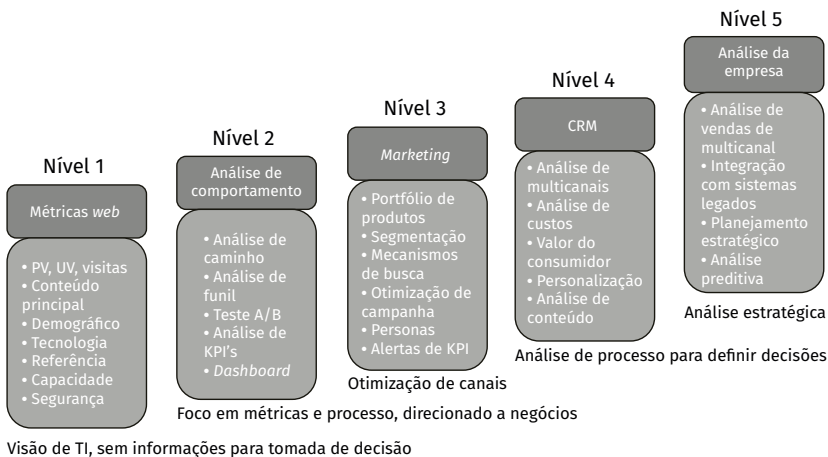 Nível 1
Métricas web
• PV, UV, visitas
• Conteúdo
principal
• Demográfico
• Tecnologia
• Referência
• Capacidade
• Segurança
Visão de TI, sem informações para tomada de decisão
Nível 2
Análise de
comportamento
• Análise de
caminho
• Análise de
funil
• Teste A/B
• Análise de
KPI's
• Dashboard
Foco em métricas e processo, direcionado a negócios
Nível 3
Marketing
• Portfólio de
produtos
• Segmentação
• Mecanismos
de busca
• Otimização de
campanha
• Personas
• Alertas de KPI
Otimização de canais
Nível 4
CRM
• Análise de
multicanais
• Análise de
custos
• Valor do
consumidor
• Personalização
• Análise de
conteúdo
Análise de processo para definir decisões
Nível 5
Análise da
empresa
• Análise de
vendas de
multicanal
• Integração
com sistemas
legados
• Planejamento
estratégico
• Análise
preditiva
Análise estratégica